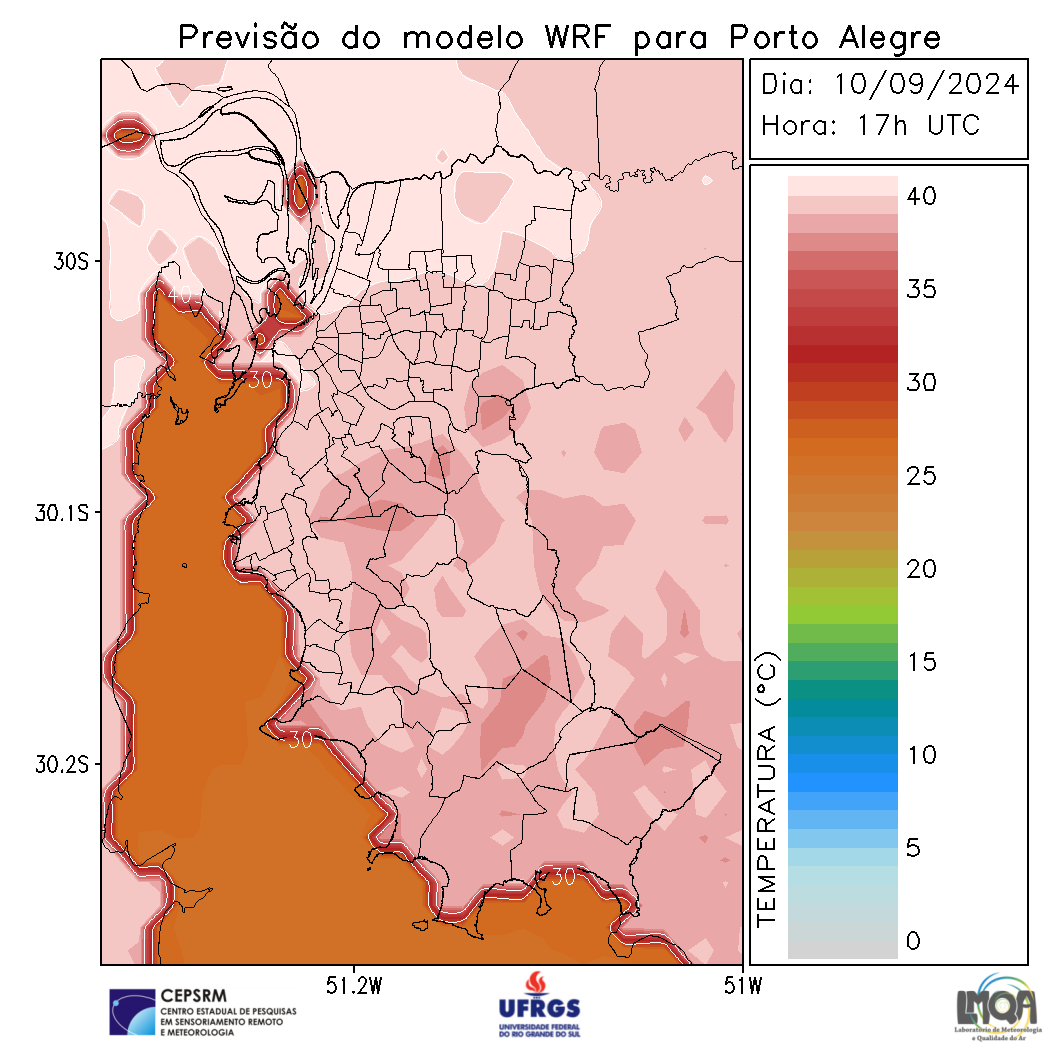 Previsão do modelo WRF para Porto Alegre
Dia: 10/09/2024
Hora: 17h UTC
40
35
30
25
20
15
10
5
0
TEMPERATURA (°C)
30S
30.1S
30.2S
51.2W
51W
40
30
30
30
CEPSRM
CENTRO ESTADUAL DE PESQUISAS
EM SENSORIAMENTO REMOTO
E METEOROLOGIA
UFRGS
UNIVERSIDADE FEDERAL
DO RIO GRANDE DO SUL
LMQA
Laboratório de Meteorologia
e Qualidade do Ar